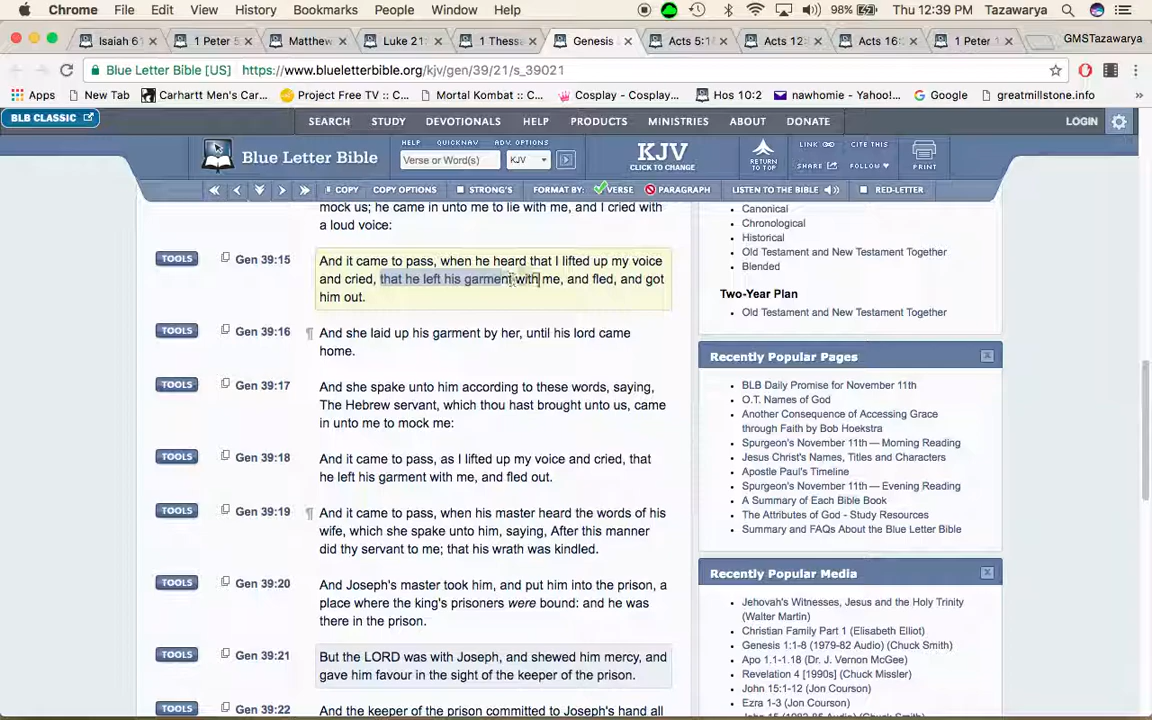 Chrome File Edit View History Bookmarks People Window Help 98% Thu 12:39 PM Tazawarya
Isaiah 61 1 Peter 5 Matthew Luke 21: 1 Thessa Genesis Acts 5:1 Acts 12: Acts 16: 1 Peter 1 GMSTazawarya
Blue Letter Bible [US] https://www.blueletterbible.org/kjv/gen/39/21/s_39021
Apps New Tab Carhartt Men's Car... Project Free TV :: C... Mortal Kombat :: C... Cosplay - Cosplay... Hos 10:2 nawhomie - Yahoo!... Google greatmillstone.info »
BLB CLASSIC SEARCH STUDY DEVOTIONALS HELP PRODUCTS MINISTRIES ABOUT DONATE LOGIN
Blue Letter Bible
HELP QUICKNAV ADV. OPTIONS
Verse or Word(s) KJV
KJV
CLICK TO CHANGE
RETURN
TO TOP
LINK CITE THIS
SHARE FOLLOW PRINT
COPY COPY OPTIONS STRONG'S FORMAT BY: VERSE PARAGRAPH LISTEN TO THE BIBLE RED-LETTER
mock us; he came in unto me to lie with me, and I cried with
a loud voice:
TOOLS Gen 39:15 And it came to pass, when he heard that I lifted up my voice
and cried, that he left his garment with me, and fled, and got
him out.
TOOLS Gen 39:16 ¶ And she laid up his garment by her, until his lord came
home.
TOOLS Gen 39:17 And she spake unto him according to these words, saying,
The Hebrew servant, which thou hast brought unto us, came
in unto me to mock me:
TOOLS Gen 39:18 And it came to pass, as I lifted up my voice and cried, that
he left his garment with me, and fled out.
TOOLS Gen 39:19 ¶ And it came to pass, when his master heard the words of his
wife, which she spake unto him, saying, After this manner
did thy servant to me; that his wrath was kindled.
TOOLS Gen 39:20 And Joseph's master took him, and put him into the prison, a
place where the king's prisoners were bound: and he was
there in the prison.
TOOLS Gen 39:21 But the LORD was with Joseph, and shewed him mercy, and
gave him favour in the sight of the keeper of the prison.
TOOLS Gen 39:22 And the keeper of the prison committed to Joseph's hand all
Canonical
Chronological
Historical
Old Testament and New Testament Together
Blended
Two-Year Plan
Old Testament and New Testament Together
Recently Popular Pages
BLB Daily Promise for November 11th
O.T. Names of God
Another Consequence of Accessing Grace
through Faith by Bob Hoekstra
Spurgeon's November 11th — Morning Reading
Jesus Christ's Names, Titles and Characters
Apostle Paul's Timeline
Spurgeon's November 11th — Evening Reading
A Summary of Each Bible Book
The Attributes of God - Study Resources
Summary and FAQs About the Blue Letter Bible
Recently Popular Media
Jehovah's Witnesses, Jesus and the Holy Trinity
(Walter Martin)
Christian Family Part 1 (Elisabeth Elliot)
Genesis 1:1-8 (1979-82 Audio) (Chuck Smith)
Apo 1.1-1.18 (Dr. J. Vernon McGee)
Revelation 4 [1990s] (Chuck Missler)
John 15:1-12 (Jon Courson)
Ezra 1-3 (Jon Courson)